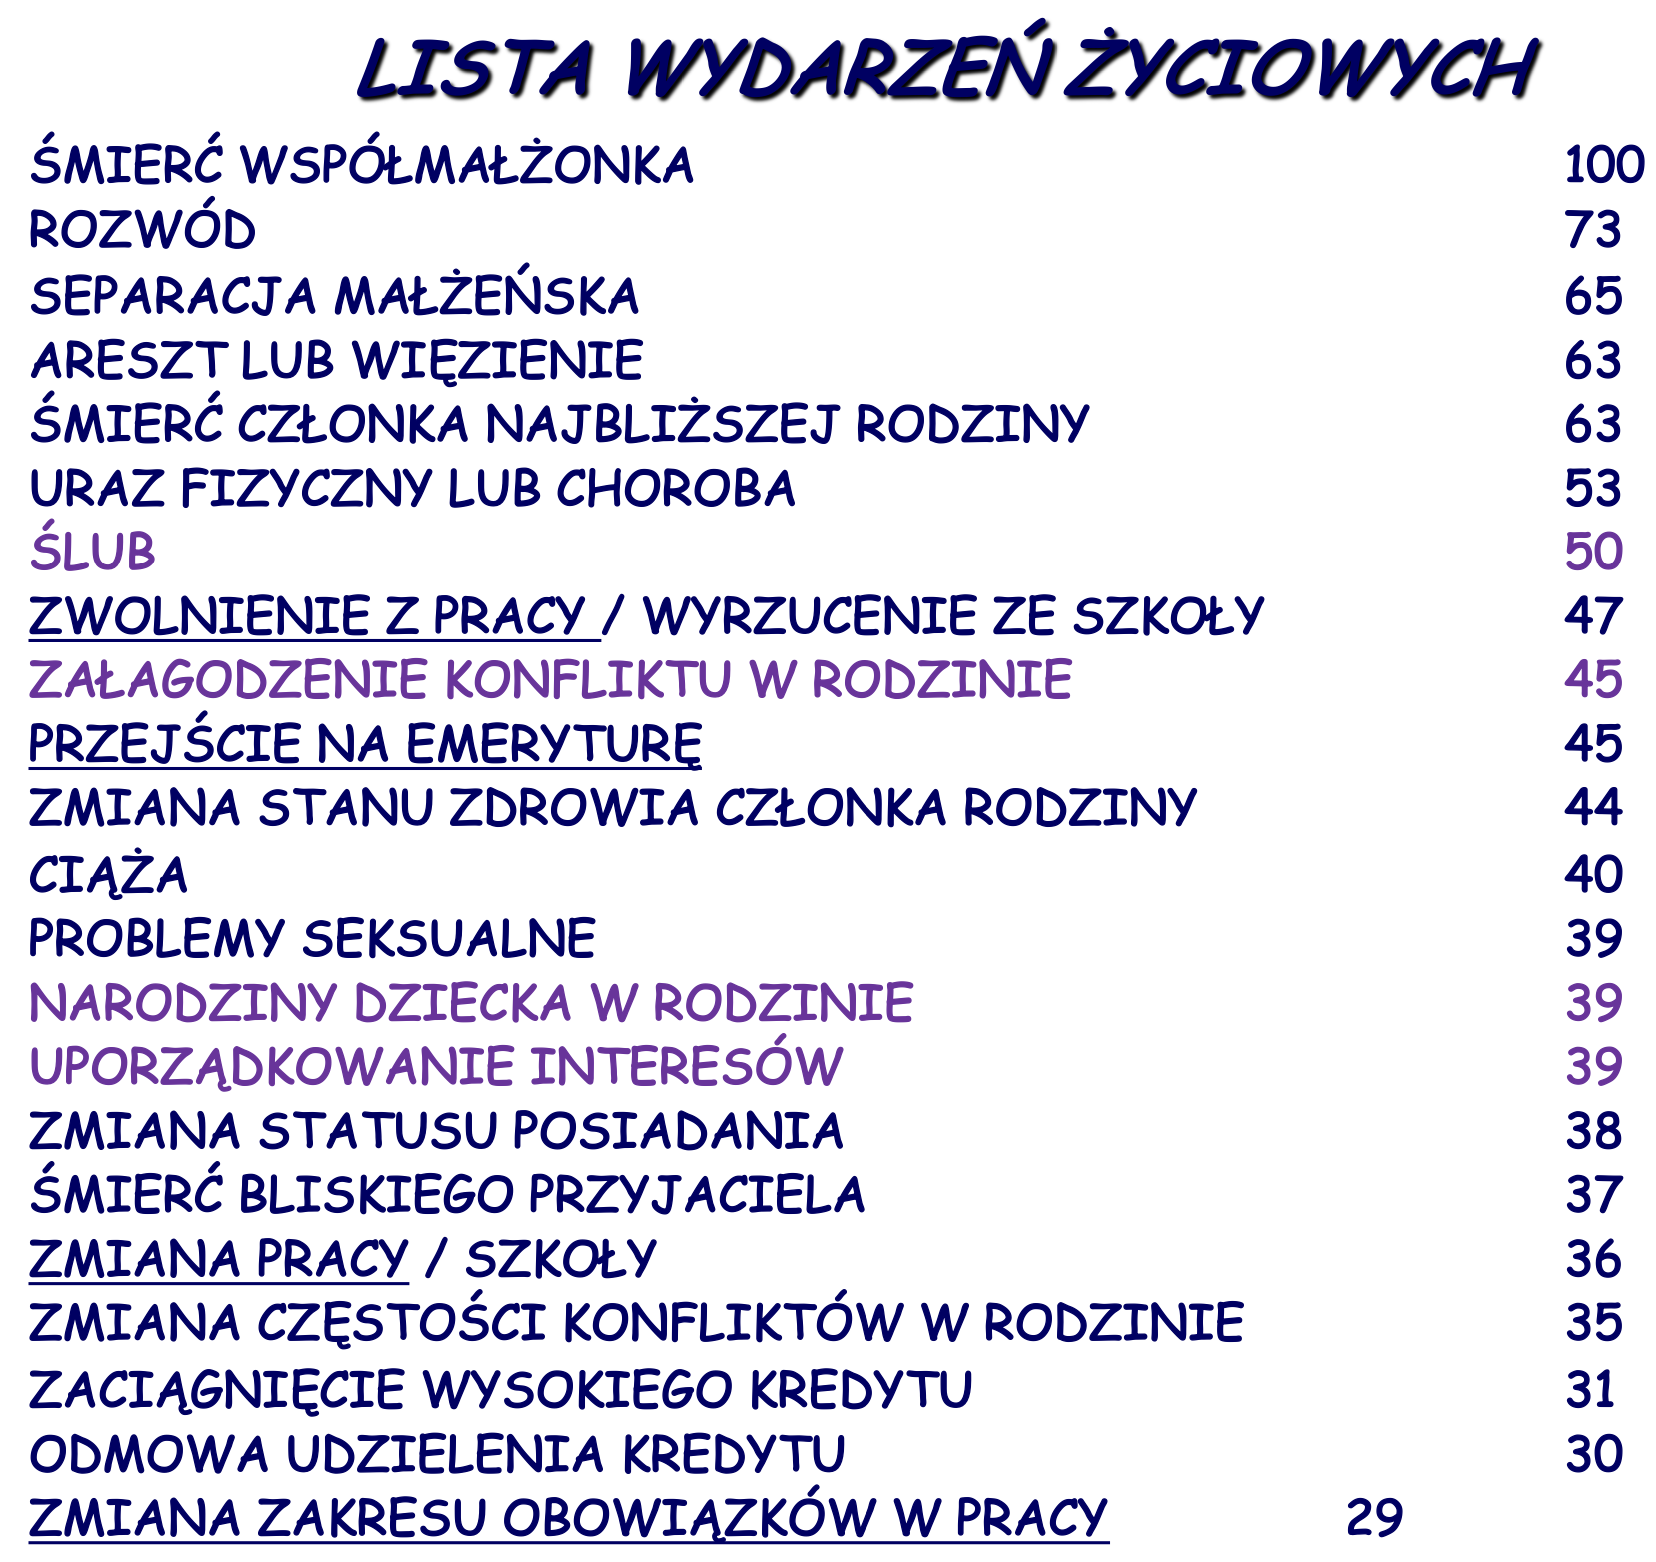 LISTA WYDARZEŃ ŻYCIOWYCH
ŚMIERĆ WSPÓŁMAŁŻONKA 100
ROZWÓD 73
SEPARACJA MAŁŻEŃSKA 65
ARESZT LUB WIĘZIENIE 63
ŚMIERĆ CZŁONKA NAJBLIŻSZEJ RODZINY 63
URAZ FIZYCZNY LUB CHOROBA 53
ŚLUB 50
ZWOLNIENIE Z PRACY / WYRZUCENIE ZE SZKOŁY 47
ZAŁAGODZENIE KONFLIKTU W RODZINIE 45
PRZEJŚCIE NA EMERYTURĘ 45
ZMIANA STANU ZDROWIA CZŁONKA RODZINY 44
CIĄŻA 40
PROBLEMY SEKSUALNE 39
NARODZINY DZIECKA W RODZINIE 39
UPORZĄDKOWANIE INTERESÓW 39
ZMIANA STATUSU POSIADANIA 38
ŚMIERĆ BLISKIEGO PRZYJACIELA 37
ZMIANA PRACY / SZKOŁY 36
ZMIANA CZĘSTOŚCI KONFLIKTÓW W RODZINIE 35
ZACIĄGNIĘCIE WYSOKIEGO KREDYTU 31
ODMOWA UDZIELENIA KREDYTU 30
ZMIANA ZAKRESU OBOWIĄZKÓW W PRACY 29